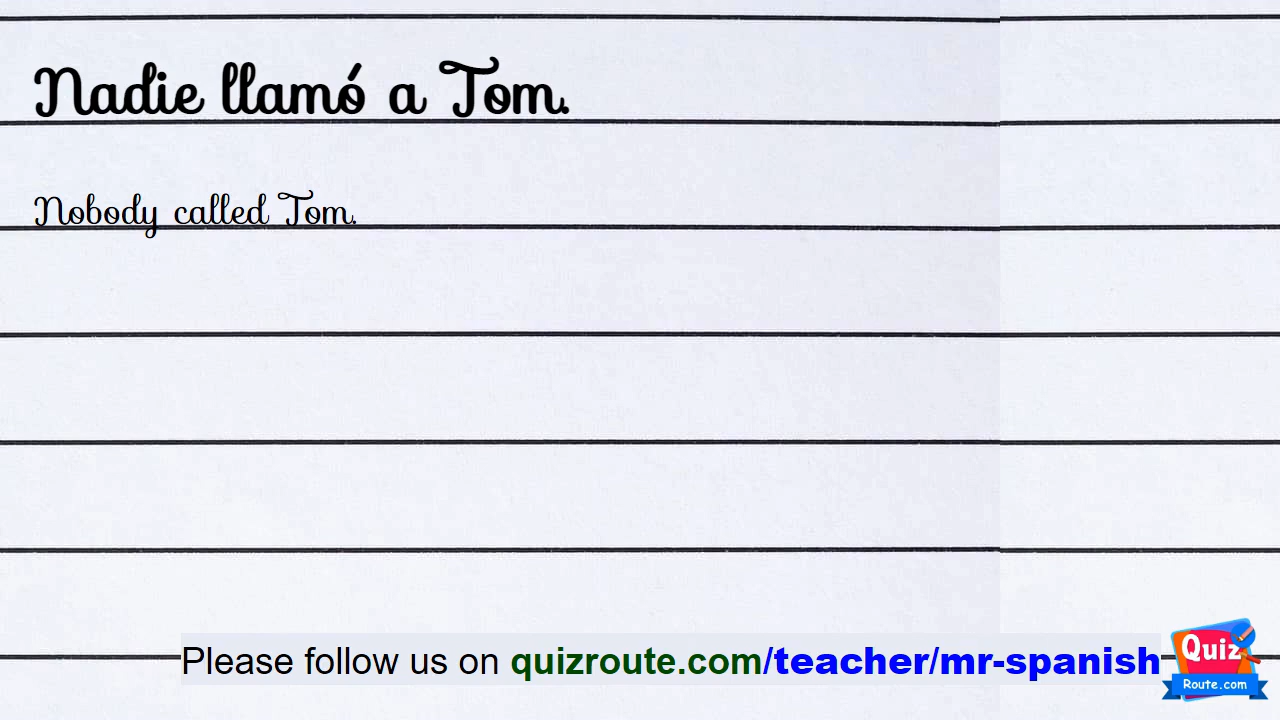 Nadie llamó a Tom.
Nobody called Tom.
Please follow us on quizroute.com/teacher/mr-spanish
Quiz
Route.com